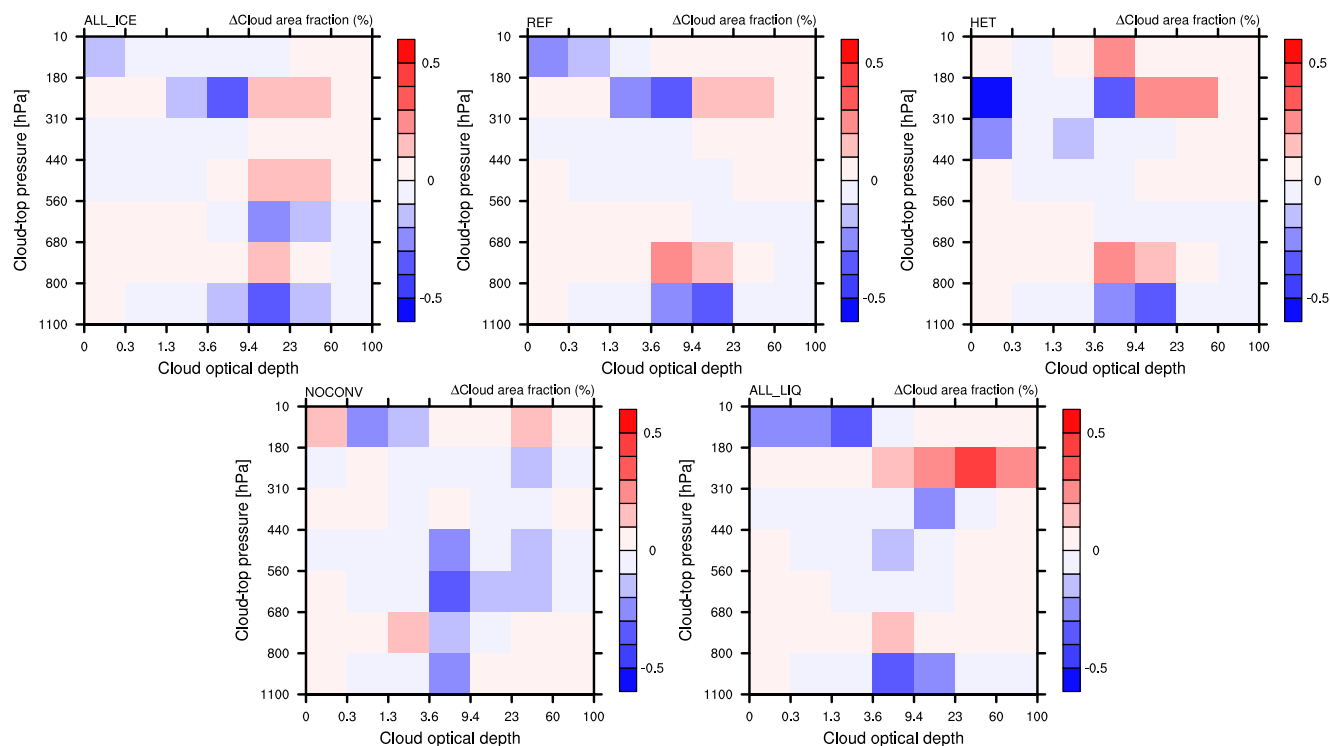 ALL_ICE ΔCloud area fraction (%)
10
180
310
440
560
680
800
1100
Cloud-top pressure [hPa]
0 0.3 1.3 3.6 9.4 23 60 100
Cloud optical depth
0.5
0
-0.5
REF ΔCloud area fraction (%)
10
180
310
440
560
680
800
1100
Cloud-top pressure [hPa]
0 0.3 1.3 3.6 9.4 23 60 100
Cloud optical depth
0.5
0
-0.5
HET ΔCloud area fraction (%)
10
180
310
440
560
680
800
1100
Cloud-top pressure [hPa]
0 0.3 1.3 3.6 9.4 23 60 100
Cloud optical depth
0.5
0
-0.5
NOCONV ΔCloud area fraction (%)
10
180
310
440
560
680
800
1100
Cloud-top pressure [hPa]
0 0.3 1.3 3.6 9.4 23 60 100
Cloud optical depth
0.5
0
-0.5
ALL_LIQ ΔCloud area fraction (%)
10
180
310
440
560
680
800
1100
Cloud-top pressure [hPa]
0 0.3 1.3 3.6 9.4 23 60 100
Cloud optical depth
0.5
0
-0.5